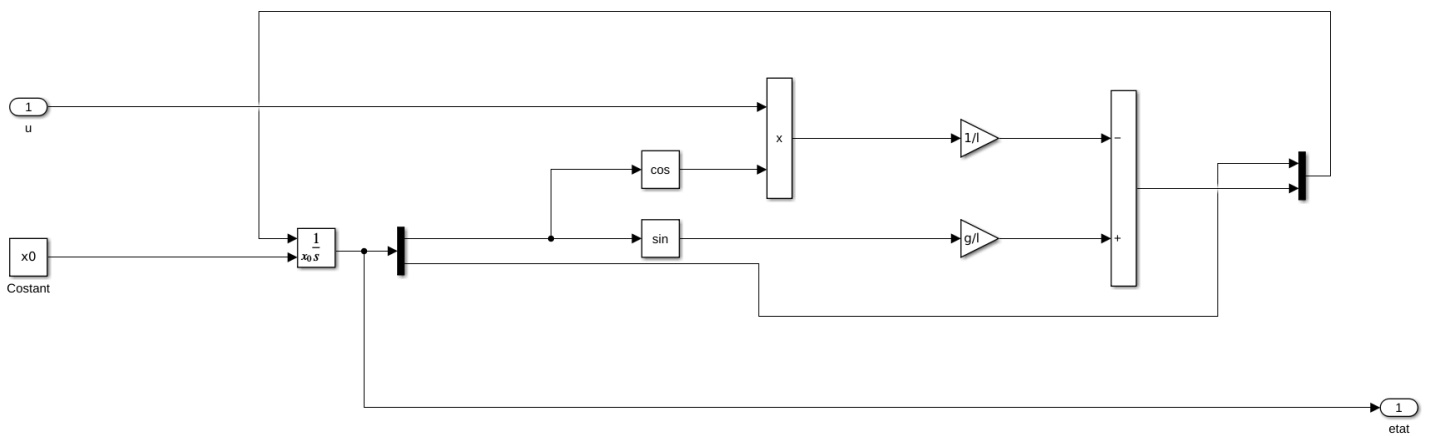 1
u
x
1/l
−
cos
sin
g/l
+
x0
Costant
1
x₀ s
1
etat